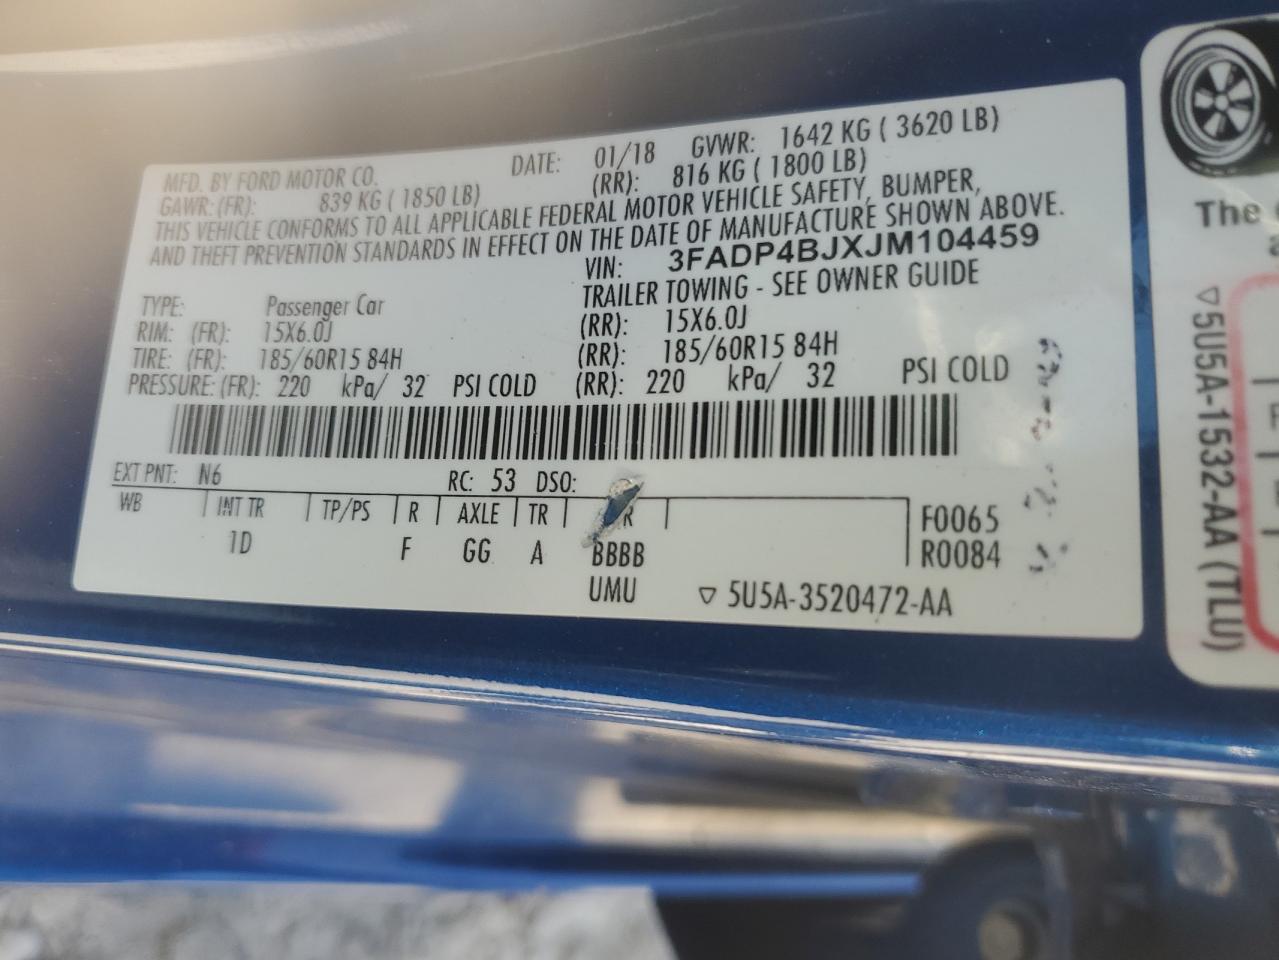 MFD. BY FORD MOTOR CO. DATE: 01/18 GVWR: 1642 KG ( 3620 LB)
GAWR: (FR): 839 KG ( 1850 LB) (RR): 816 KG ( 1800 LB)
THIS VEHICLE CONFORMS TO ALL APPLICABLE FEDERAL MOTOR VEHICLE SAFETY, BUMPER,
AND THEFT PREVENTION STANDARDS IN EFFECT ON THE DATE OF MANUFACTURE SHOWN ABOVE.
VIN: 3FADP4BJXJM104459
TRAILER TOWING - SEE OWNER GUIDE
TYPE: Passenger Car
RIM: (FR): 15X6.0J (RR): 15X6.0J
TIRE: (FR): 185/60R15 84H (RR): 185/60R15 84H
PRESSURE: (FR): 220 kPa/ 32 PSI COLD (RR): 220 kPa/ 32 PSI COLD
EXT PNT: N6 RC: 53 DSO:
WB INT TR TP/PS R AXLE TR R F0065
1D F GG A BBBB R0084
UMU ▽ 5U5A-3520472-AA
The
▽5U5A-1532-AA (TLU)